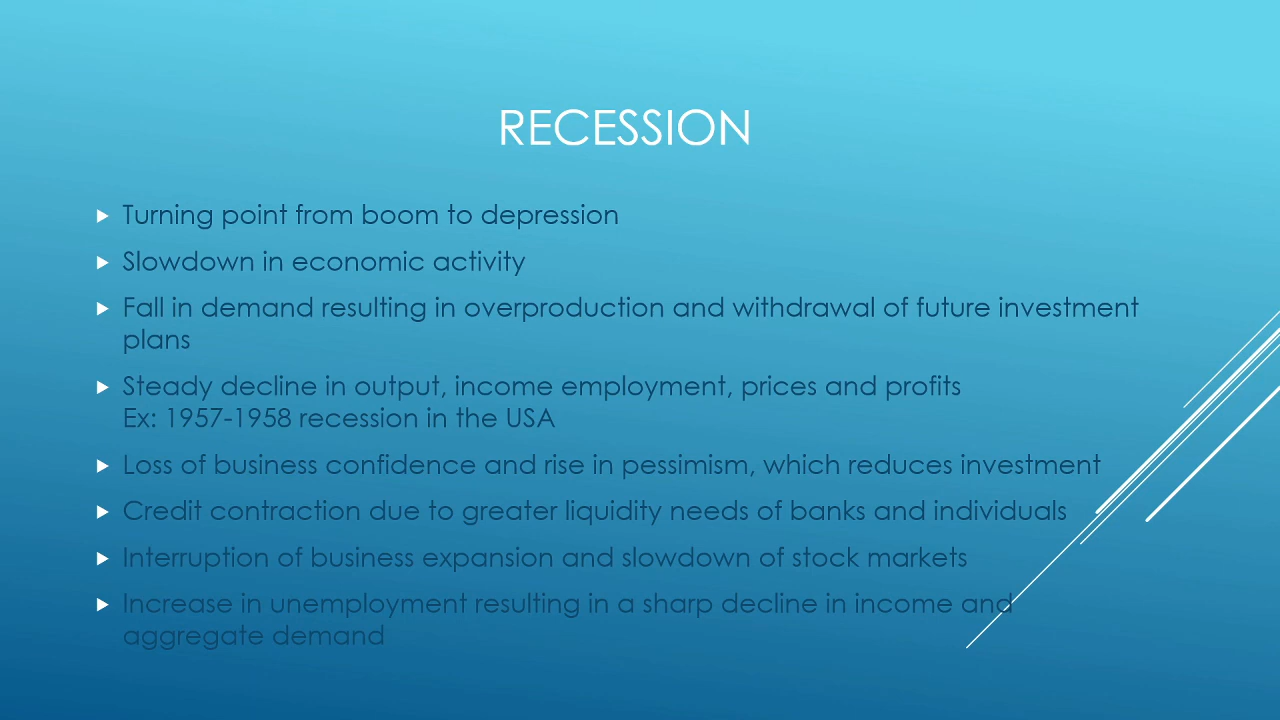 RECESSION
Turning point from boom to depression
Slowdown in economic activity
Fall in demand resulting in overproduction and withdrawal of future investment
plans
Steady decline in output, income employment, prices and profits
Ex: 1957-1958 recession in the USA
Loss of business confidence and rise in pessimism, which reduces investment
Credit contraction due to greater liquidity needs of banks and individuals
Interruption of business expansion and slowdown of stock markets
Increase in unemployment resulting in a sharp decline in income and
aggregate demand